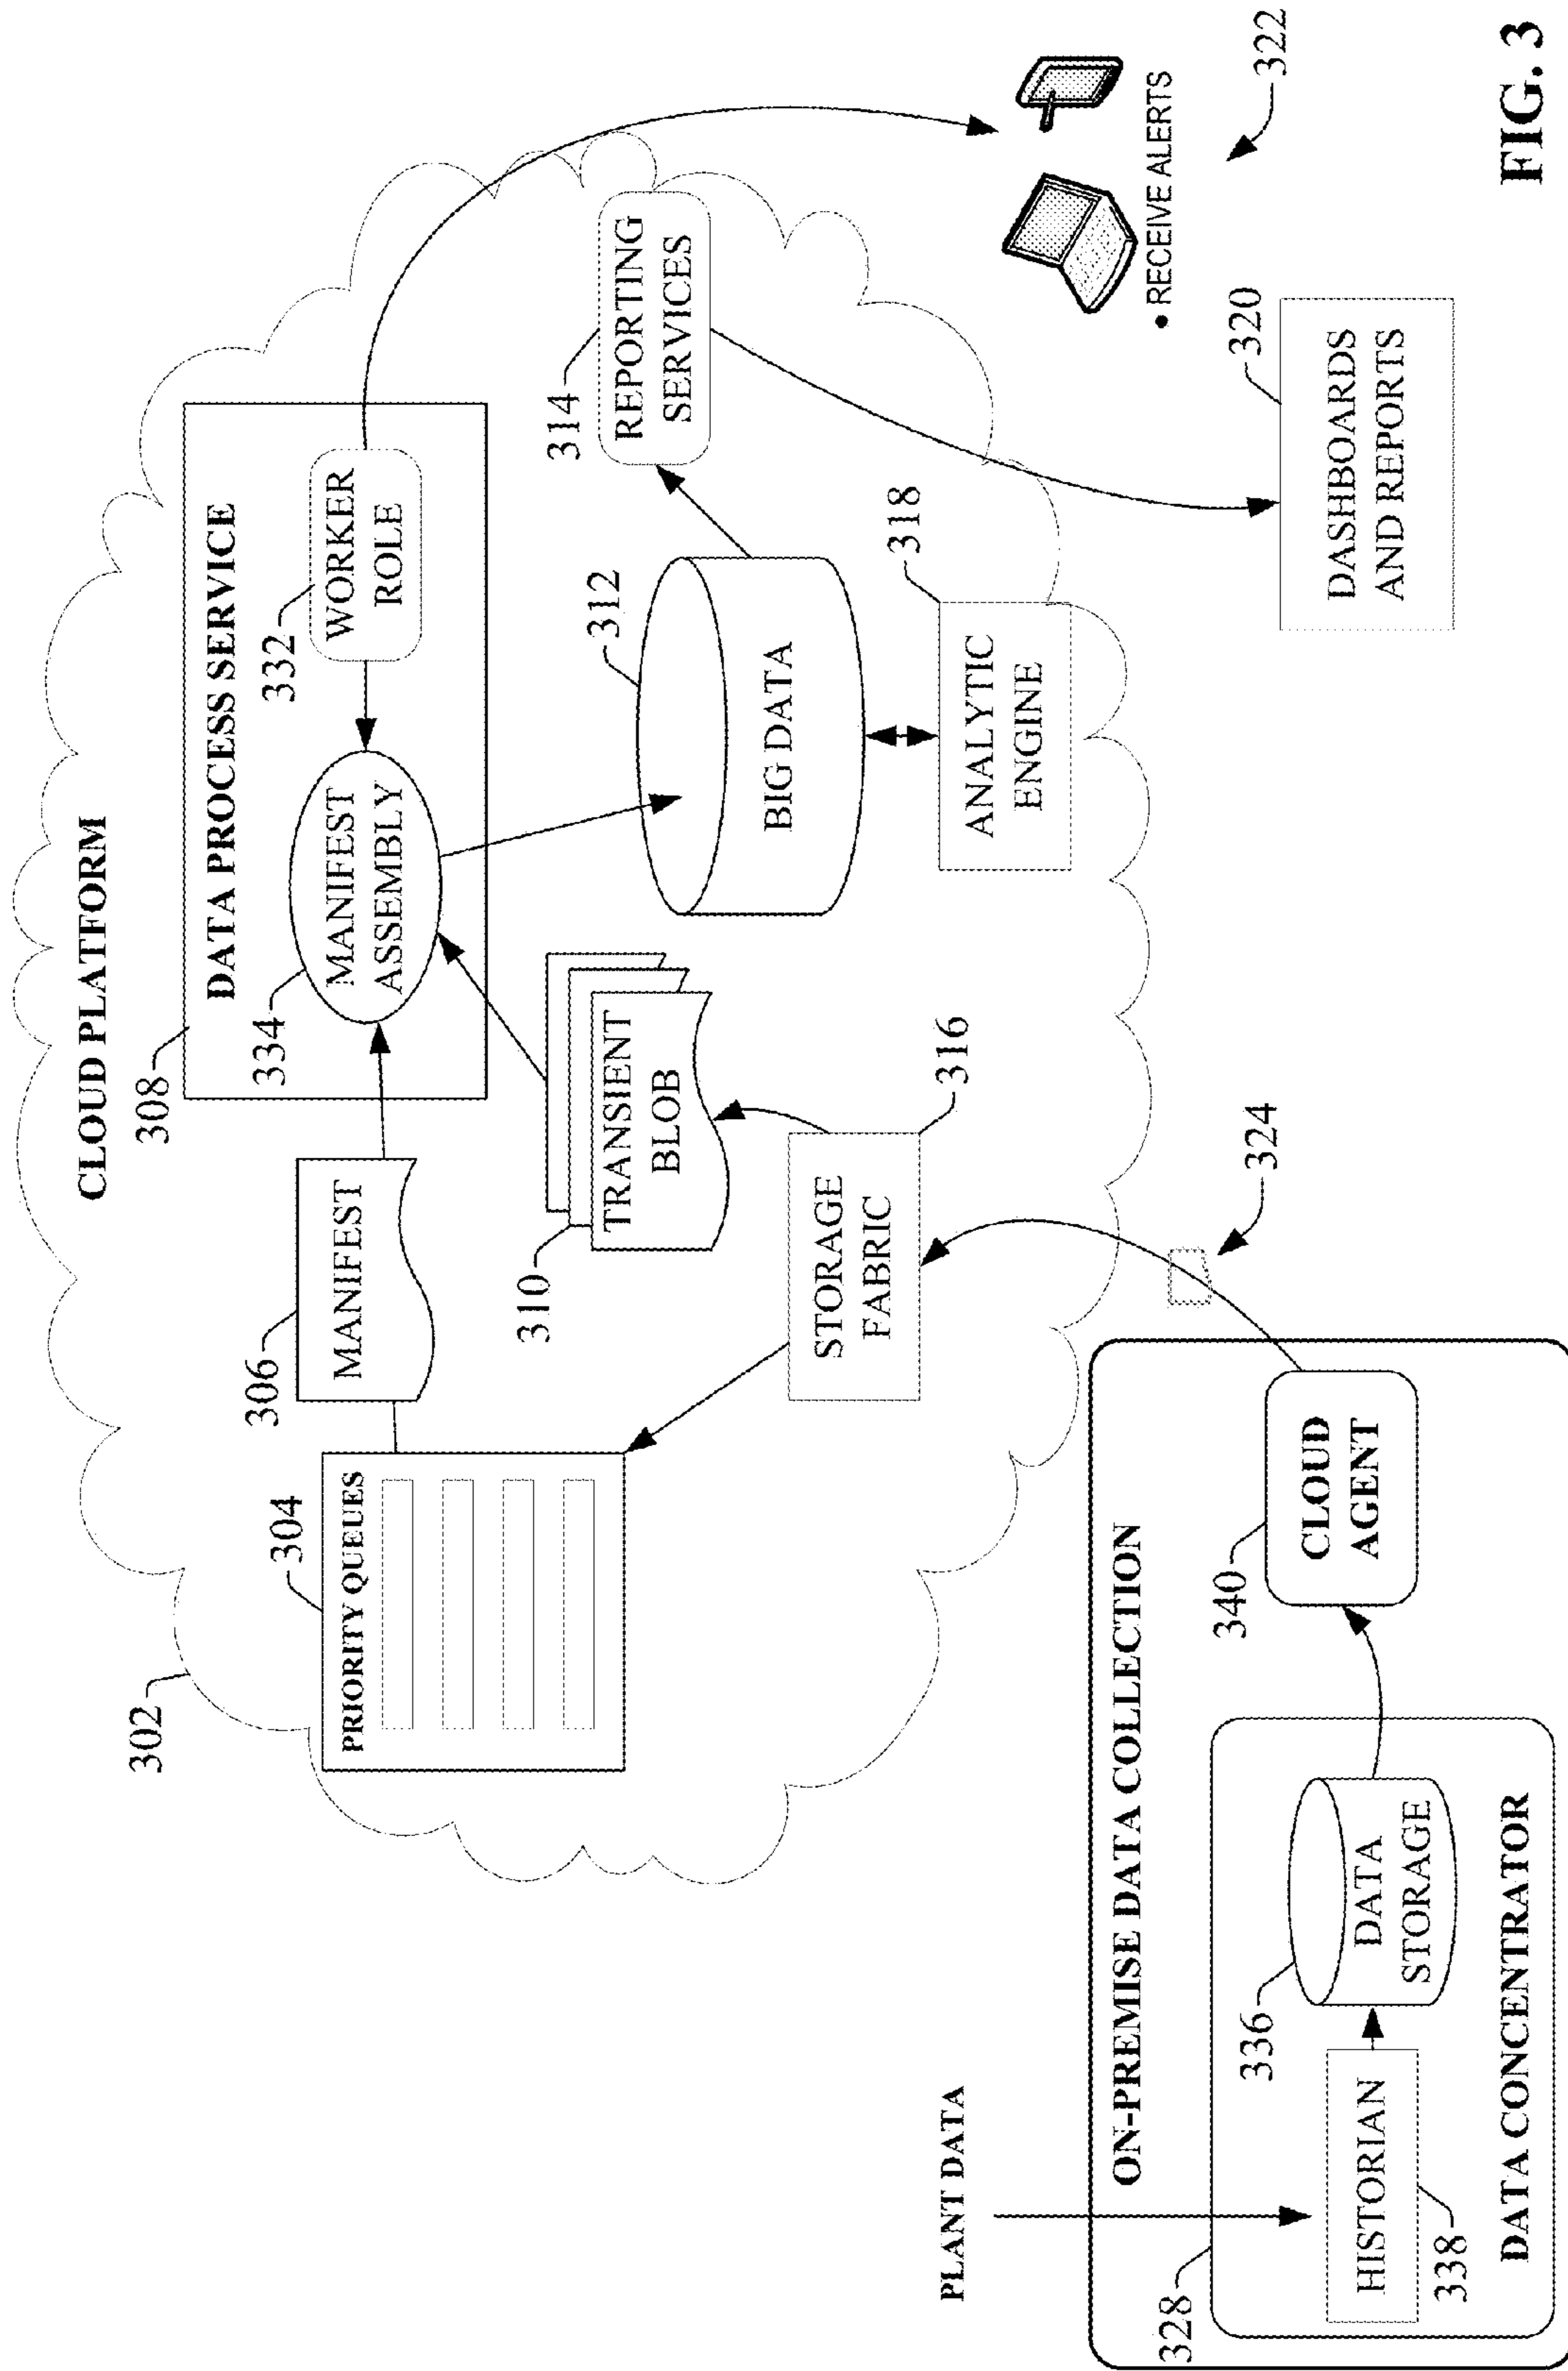 CLOUD PLATFORM
302
304
PRIORITY QUEUES
306
MANIFEST
308
DATA PROCESS SERVICE
334
MANIFEST
ASSEMBLY
332
WORKER
ROLE
310
TRANSIENT
BLOB
312
BIG DATA
314
REPORTING
SERVICES
STORAGE
FABRIC
316
318
ANALYTIC
ENGINE
324
PLANT DATA
ON-PREMISE DATA COLLECTION
328
HISTORIAN
338
336
DATA
STORAGE
DATA CONCENTRATOR
340
CLOUD
AGENT
320
DASHBOARDS
AND REPORTS
• RECEIVE ALERTS
322
FIG. 3